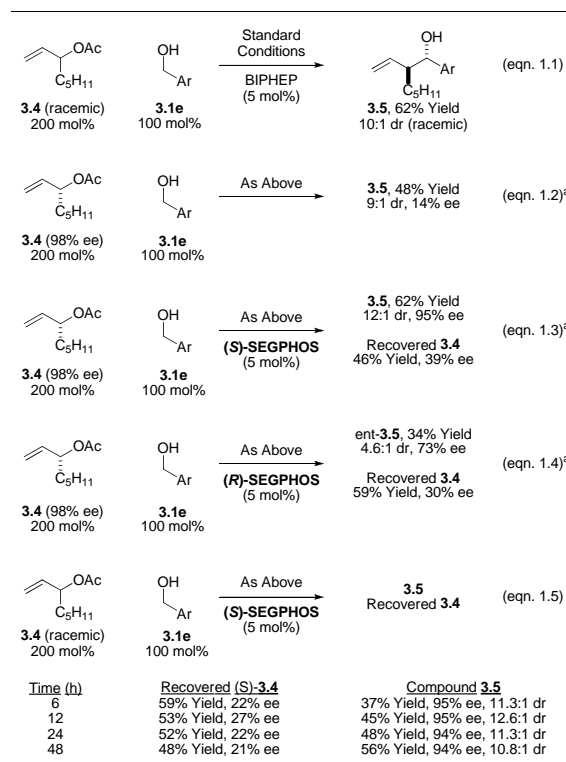 OAc
C5H11
3.4 (racemic)
200 mol%
OH
Ar
3.1e
100 mol%
Standard
Conditions
BIPHEP
(5 mol%)
OH
Ar
C5H11
3.5, 62% Yield
10:1 dr (racemic)
(eqn. 1.1)
OAc
C5H11
3.4 (98% ee)
200 mol%
OH
Ar
3.1e
100 mol%
As Above
3.5, 48% Yield
9:1 dr, 14% ee
(eqn. 1.2)a
OAc
C5H11
3.4 (98% ee)
200 mol%
OH
Ar
3.1e
100 mol%
As Above
(S)-SEGPHOS
(5 mol%)
3.5, 62% Yield
12:1 dr, 95% ee
Recovered 3.4
46% Yield, 39% ee
(eqn. 1.3)a
OAc
C5H11
3.4 (98% ee)
200 mol%
OH
Ar
3.1e
100 mol%
As Above
(R)-SEGPHOS
(5 mol%)
ent-3.5, 34% Yield
4.6:1 dr, 73% ee
Recovered 3.4
59% Yield, 30% ee
(eqn. 1.4)a
OAc
C5H11
3.4 (racemic)
200 mol%
OH
Ar
3.1e
100 mol%
As Above
(S)-SEGPHOS
(5 mol%)
3.5
Recovered 3.4
(eqn. 1.5)
Time (h) Recovered (S)-3.4 Compound 3.5
6 59% Yield, 22% ee 37% Yield, 95% ee, 11.3:1 dr
12 53% Yield, 27% ee 45% Yield, 95% ee, 12.6:1 dr
24 52% Yield, 22% ee 48% Yield, 94% ee, 11.3:1 dr
48 48% Yield, 21% ee 56% Yield, 94% ee, 10.8:1 dr